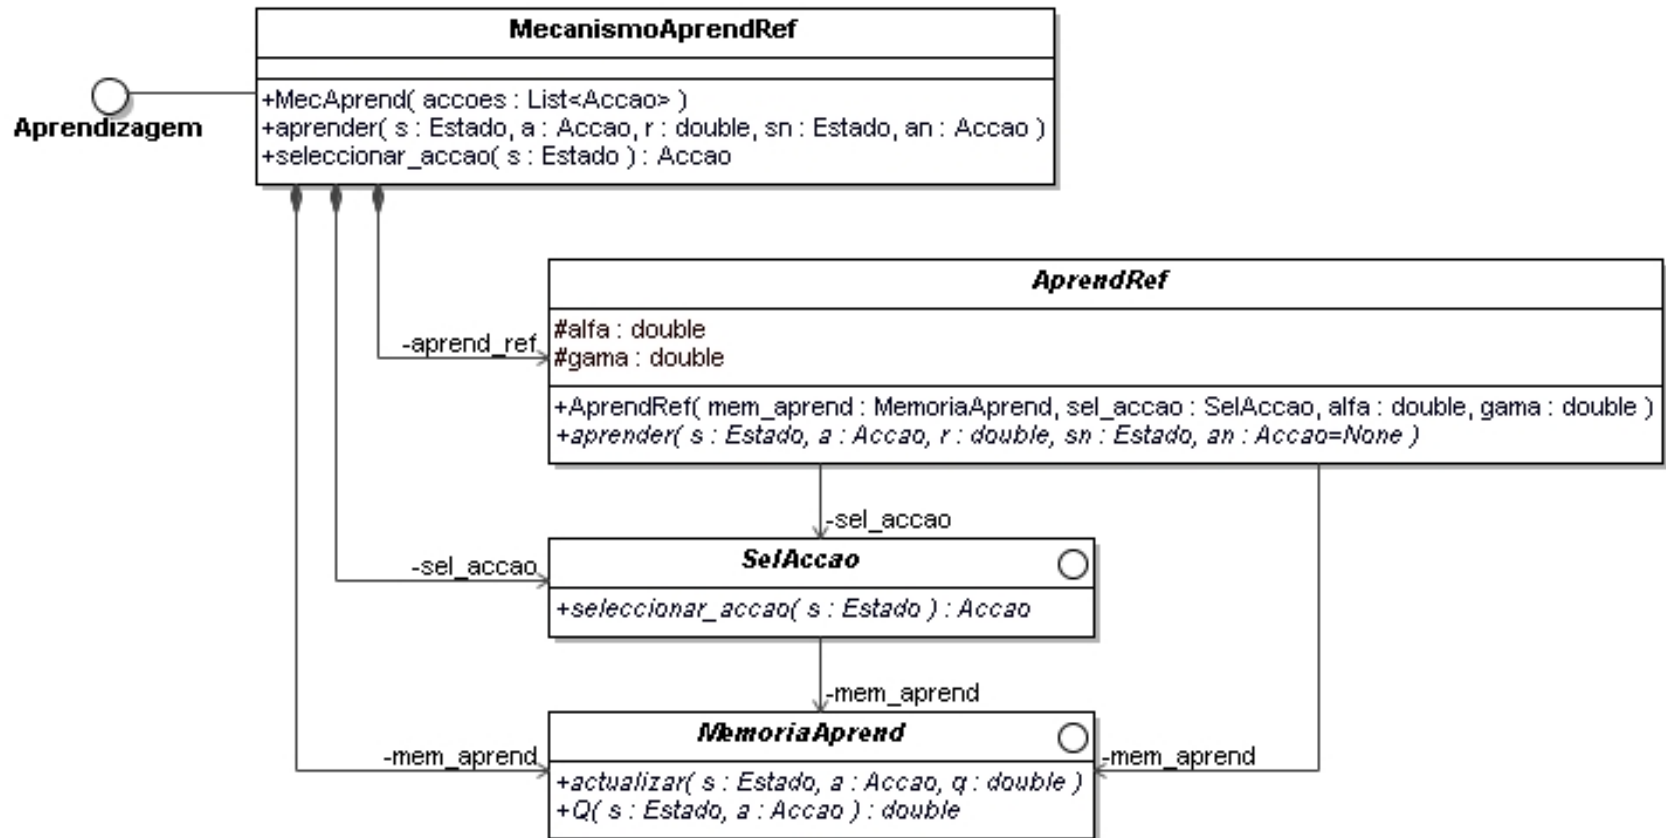 MecanismoAprendRef
Aprendizagem
+MecAprend( accoes : List<Accao> )
+aprender( s : Estado, a : Accao, r : double, sn : Estado, an : Accao )
+seleccionar_accao( s : Estado ) : Accao
AprendRef
-aprend_ref
#alfa : double
#gama : double
+AprendRef( mem_aprend : MemoriaAprend, sel_accao : SelAccao, alfa : double, gama : double )
+aprender( s : Estado, a : Accao, r : double, sn : Estado, an : Accao=None )
-sel_accao
-sel_accao
SelAccao
+seleccionar_accao( s : Estado ) : Accao
-mem_aprend
MemoriaAprend
-mem_aprend
-mem_aprend
+actualizar( s : Estado, a : Accao, q : double )
+Q( s : Estado, a : Accao ) : double